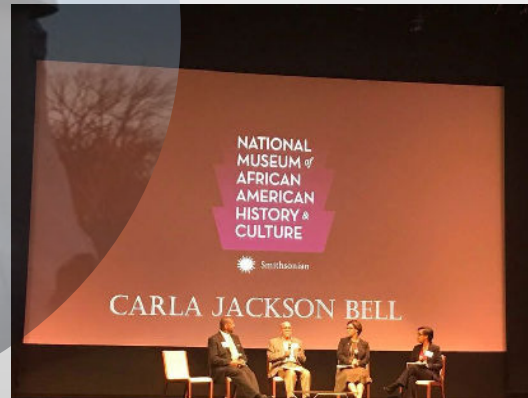 NATIONAL
MUSEUM of
AFRICAN
AMERICAN
HISTORY &
CULTURE
Smithsonian
CARLA JACKSON BELL